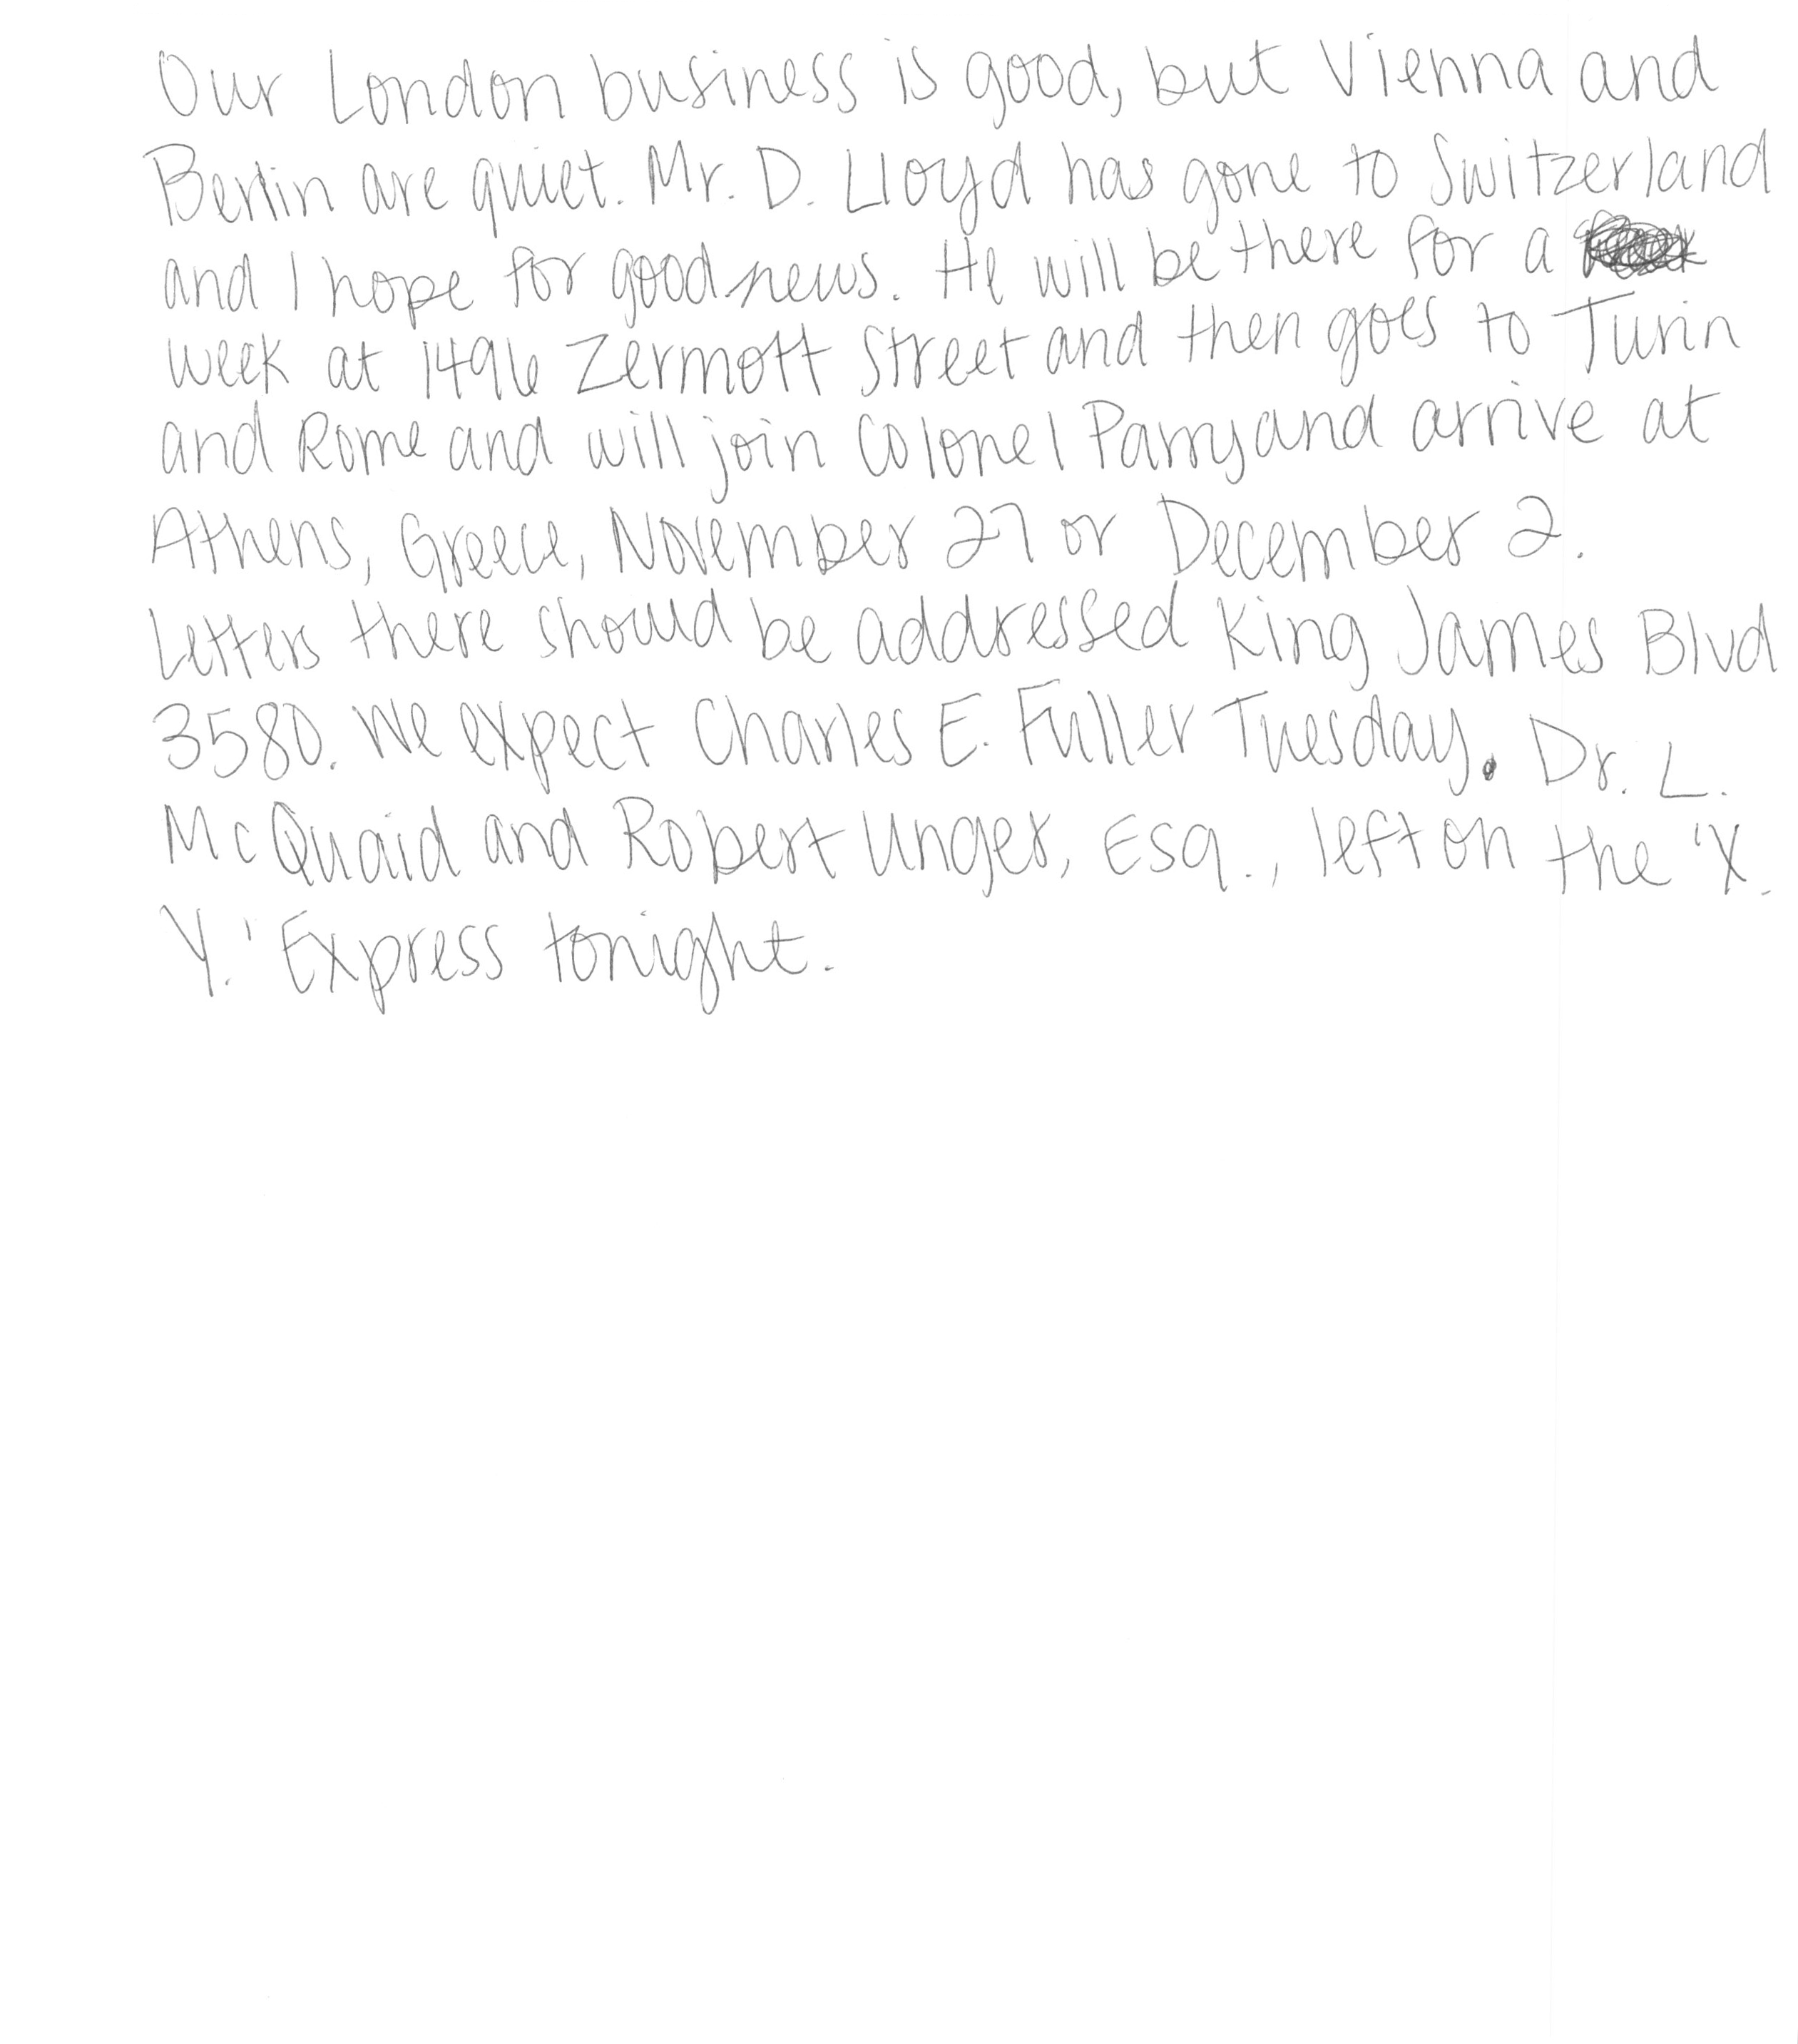 Our London business is good, but Vienna and
Berlin are quiet. Mr. D. Lloyd has gone to Switzerland
and I hope for good news. He will be there for a
week at 1496 Zermott Street and then goes to Turin
and Rome and will join Colonel Parry and arrive at
Athens, Greece, November 27 or December 2.
Letters there should be addressed King James Blvd
3580. We expect Charles E. Fuller Tuesday. Dr. L.
McQuaid and Robert Unger, Esq., left on the 'X.
Y.' Express tonight.